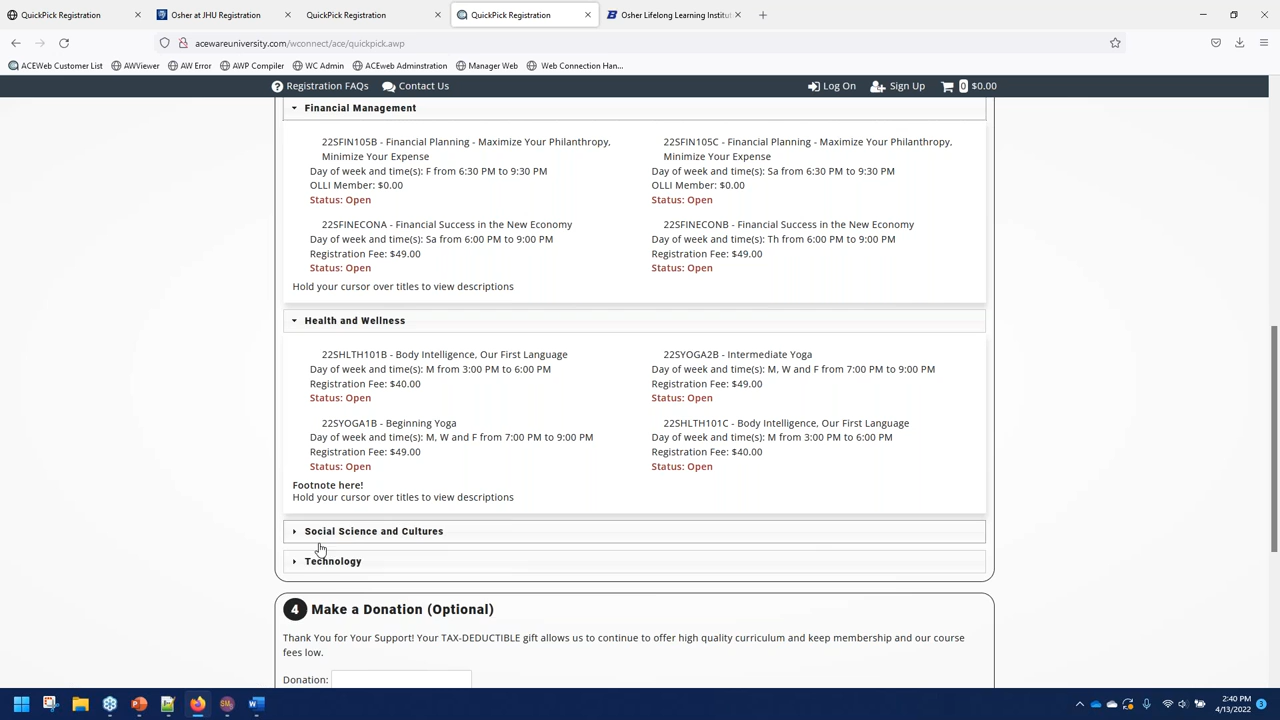 QuickPick Registration
Osher at JHU Registration
QuickPick Registration
QuickPick Registration
Osher Lifelong Learning Institut
acewareuniversity.com/wconnect/ace/quickpick.awp
ACEWeb Customer List
AWViewer
AW Error
AWP Compiler
WC Admin
ACEweb Adminstration
Manager Web
Web Connection Han...
Registration FAQs
Contact Us
Log On
Sign Up
0 $0.00
Financial Management
22SFIN105B - Financial Planning - Maximize Your Philanthropy,
Minimize Your Expense
Day of week and time(s): F from 6:30 PM to 9:30 PM
OLLI Member: $0.00
Status: Open
22SFIN105C - Financial Planning - Maximize Your Philanthropy,
Minimize Your Expense
Day of week and time(s): Sa from 6:30 PM to 9:30 PM
OLLI Member: $0.00
Status: Open
22SFINECONA - Financial Success in the New Economy
Day of week and time(s): Sa from 6:00 PM to 9:00 PM
Registration Fee: $49.00
Status: Open
22SFINECONB - Financial Success in the New Economy
Day of week and time(s): Th from 6:00 PM to 9:00 PM
Registration Fee: $49.00
Status: Open
Hold your cursor over titles to view descriptions
Health and Wellness
22SHLTH101B - Body Intelligence, Our First Language
Day of week and time(s): M from 3:00 PM to 6:00 PM
Registration Fee: $40.00
Status: Open
22SYOGA2B - Intermediate Yoga
Day of week and time(s): M, W and F from 7:00 PM to 9:00 PM
Registration Fee: $49.00
Status: Open
22SYOGA1B - Beginning Yoga
Day of week and time(s): M, W and F from 7:00 PM to 9:00 PM
Registration Fee: $49.00
Status: Open
22SHLTH101C - Body Intelligence, Our First Language
Day of week and time(s): M from 3:00 PM to 6:00 PM
Registration Fee: $40.00
Status: Open
Footnote here!
Hold your cursor over titles to view descriptions
Social Science and Cultures
Technology
4 Make a Donation (Optional)
Thank You for Your Support! Your TAX-DEDUCTIBLE gift allows us to continue to offer high quality curriculum and keep membership and our course
fees low.
Donation:
2:40 PM
4/13/2022
3